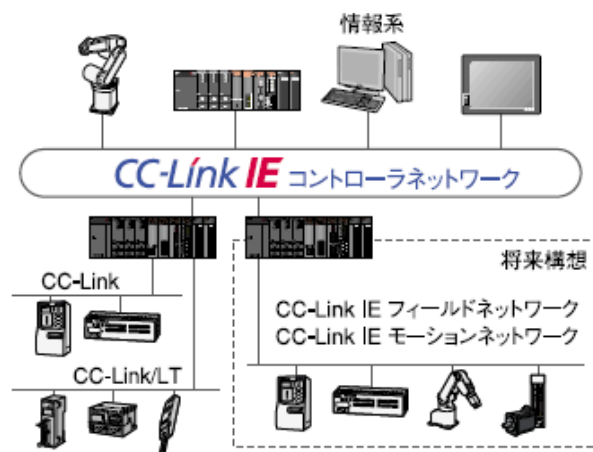 情報系
CC-Link IE コントローラネットワーク
将来構想
CC-Link
CC-Link IE フィールドネットワーク
CC-Link IE モーションネットワーク
CC-Link/LT